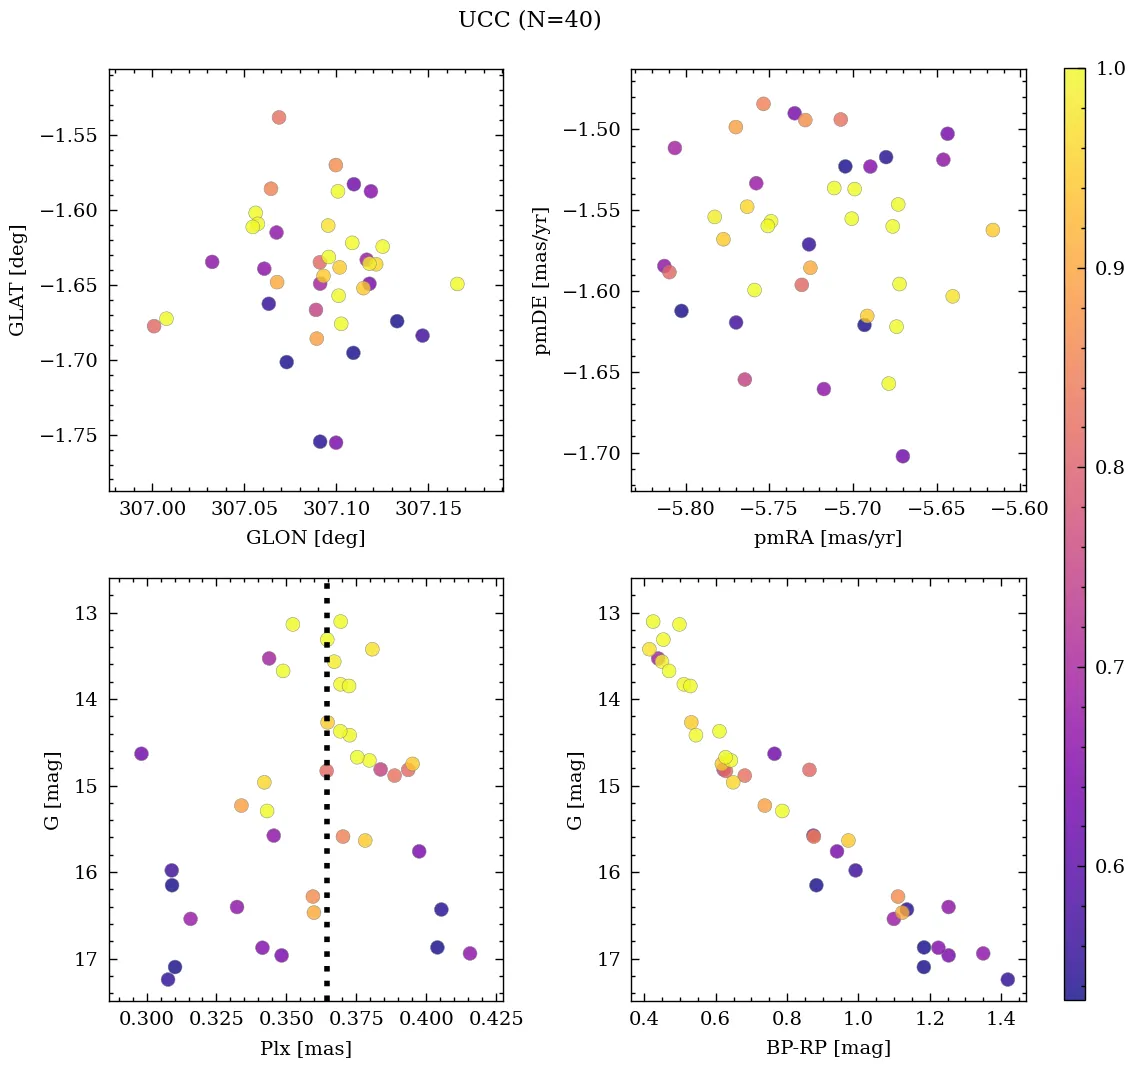 UCC (N=40)
−1.55
−1.60
−1.65
−1.70
−1.75
GLAT [deg]
307.00 307.05 307.10 307.15
GLON [deg]
−1.50
−1.55
−1.60
−1.65
−1.70
pmDE [mas/yr]
−5.80 −5.75 −5.70 −5.65 −5.60
pmRA [mas/yr]
13
14
15
16
17
G [mag]
0.300 0.325 0.350 0.375 0.400 0.425
Plx [mas]
13
14
15
16
17
G [mag]
0.4 0.6 0.8 1.0 1.2 1.4
BP-RP [mag]
1.0
0.9
0.8
0.7
0.6